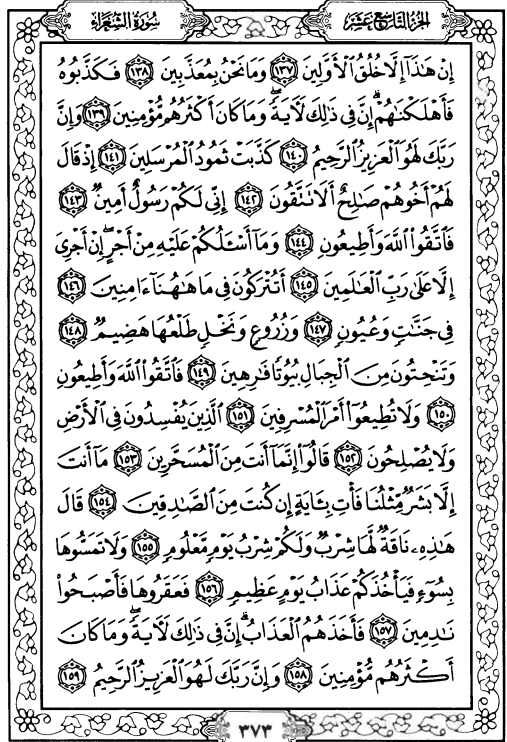 الجزء التاسع عشر
سورة الشعراء
إِنْ هَٰذَآ إِلَّا خُلُقُ ٱلْأَوَّلِينَ ١٣٧ وَمَا نَحْنُ بِمُعَذَّبِينَ ١٣٨ فَكَذَّبُوهُ
فَأَهْلَكْنَٰهُمْ ۗ إِنَّ فِى ذَٰلِكَ لَءَايَةً ۖ وَمَا كَانَ أَكْثَرُهُم مُّؤْمِنِينَ ١٣٩ وَإِنَّ
رَبَّكَ لَهُوَ ٱلْعَزِيزُ ٱلرَّحِيمُ ١٤٠ كَذَّبَتْ ثَمُودُ ٱلْمُرْسَلِينَ ١٤١ إِذْ قَالَ
لَهُمْ أَخُوهُمْ صَٰلِحٌ أَلَا تَتَّقُونَ ١٤٢ إِنِّى لَكُمْ رَسُولٌ أَمِينٌ ١٤٣
فَٱتَّقُوا۟ ٱللَّهَ وَأَطِيعُونِ ١٤٤ وَمَآ أَسْـَٔلُكُمْ عَلَيْهِ مِنْ أَجْرٍ ۖ إِنْ أَجْرِىَ
إِلَّا عَلَىٰ رَبِّ ٱلْعَٰلَمِينَ ١٤٥ أَتُتْرَكُونَ فِى مَا هَٰهُنَآ ءَامِنِينَ ١٤٦
فِى جَنَّٰتٍ وَعُيُونٍ ١٤٧ وَزُرُوعٍ وَنَخْلٍ طَلْعُهَا هَضِيمٌ ١٤٨
وَتَنْحِتُونَ مِنَ ٱلْجِبَالِ بُيُوتًا فَٰرِهِينَ ١٤٩ فَٱتَّقُوا۟ ٱللَّهَ وَأَطِيعُونِ
١٥٠ وَلَا تُطِيعُوٓا۟ أَمْرَ ٱلْمُسْرِفِينَ ١٥١ ٱلَّذِينَ يُفْسِدُونَ فِى ٱلْأَرْضِ
وَلَا يُصْلِحُونَ ١٥٢ قَالُوٓا۟ إِنَّمَآ أَنتَ مِنَ ٱلْمُسَحَّرِينَ ١٥٣ مَآ أَنتَ
إِلَّا بَشَرٌ مِّثْلُنَا فَأْتِ بِـَٔايَةٍ إِن كُنتَ مِنَ ٱلصَّٰدِقِينَ ١٥٤ قَالَ
هَٰذِهِۦ نَاقَةٌ لَّهَا شِرْبٌ وَلَكُمْ شِرْبُ يَوْمٍ مَّعْلُومٍ ١٥٥ وَلَا تَمَسُّوهَا
بِسُوٓءٍ فَيَأْخُذَكُمْ عَذَابُ يَوْمٍ عَظِيمٍ ١٥٦ فَعَقَرُوهَا فَأَصْبَحُوا۟
نَٰدِمِينَ ١٥٧ فَأَخَذَهُمُ ٱلْعَذَابُ ۗ إِنَّ فِى ذَٰلِكَ لَءَايَةً ۖ وَمَا كَانَ
أَكْثَرُهُم مُّؤْمِنِينَ ١٥٨ وَإِنَّ رَبَّكَ لَهُوَ ٱلْعَزِيزُ ٱلرَّحِيمُ ١٥٩
٣٧٣